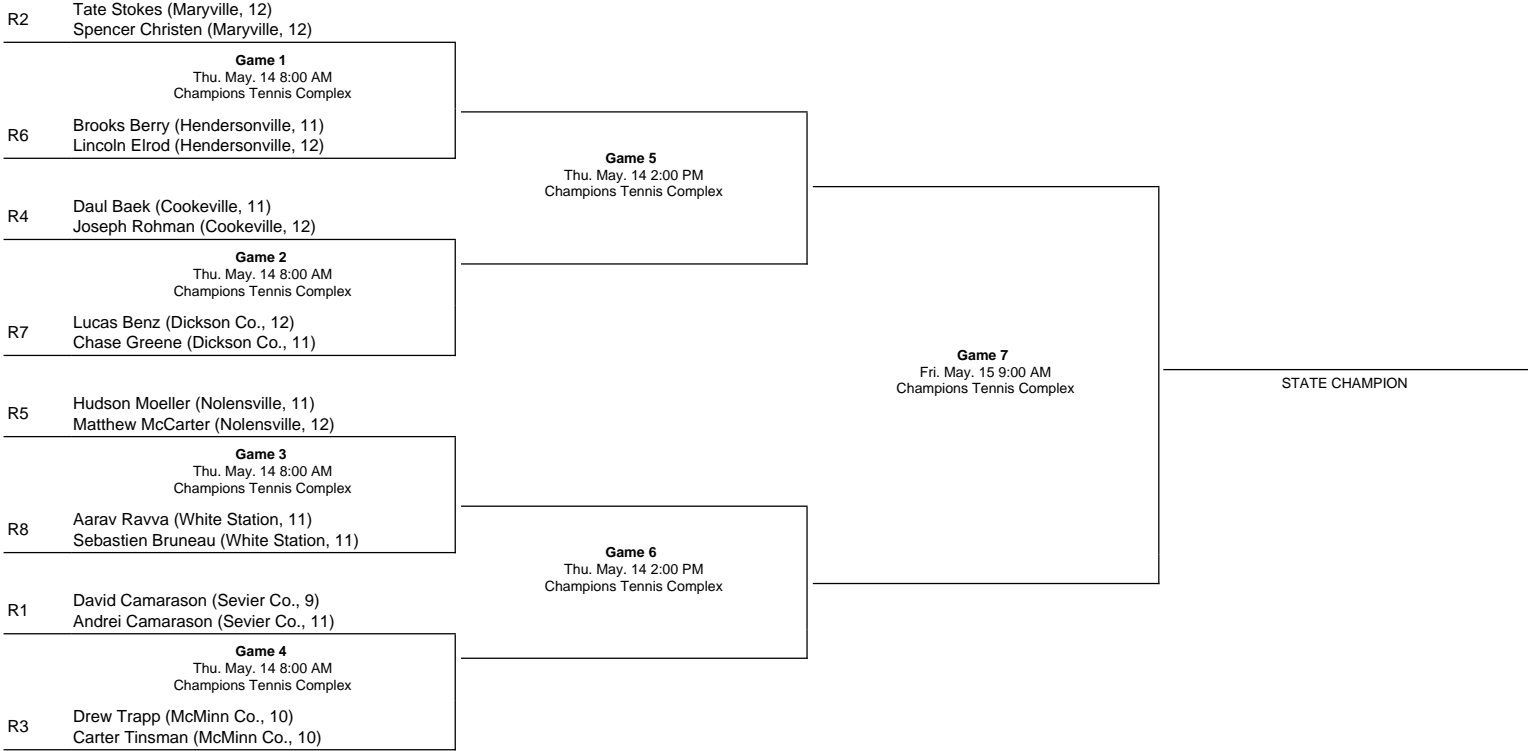 R2
Tate Stokes (Maryville, 12)
Spencer Christen (Maryville, 12)
Game 1
Thu. May. 14 8:00 AM
Champions Tennis Complex
R6
Brooks Berry (Hendersonville, 11)
Lincoln Elrod (Hendersonville, 12)
Game 5
Thu. May. 14 2:00 PM
Champions Tennis Complex
R4
Daul Baek (Cookeville, 11)
Joseph Rohman (Cookeville, 12)
Game 2
Thu. May. 14 8:00 AM
Champions Tennis Complex
R7
Lucas Benz (Dickson Co., 12)
Chase Greene (Dickson Co., 11)
Game 7
Fri. May. 15 9:00 AM
Champions Tennis Complex
STATE CHAMPION
R5
Hudson Moeller (Nolensville, 11)
Matthew McCarter (Nolensville, 12)
Game 3
Thu. May. 14 8:00 AM
Champions Tennis Complex
R8
Aarav Ravva (White Station, 11)
Sebastien Bruneau (White Station, 11)
Game 6
Thu. May. 14 2:00 PM
Champions Tennis Complex
R1
David Camarason (Sevier Co., 9)
Andrei Camarason (Sevier Co., 11)
Game 4
Thu. May. 14 8:00 AM
Champions Tennis Complex
R3
Drew Trapp (McMinn Co., 10)
Carter Tinsman (McMinn Co., 10)